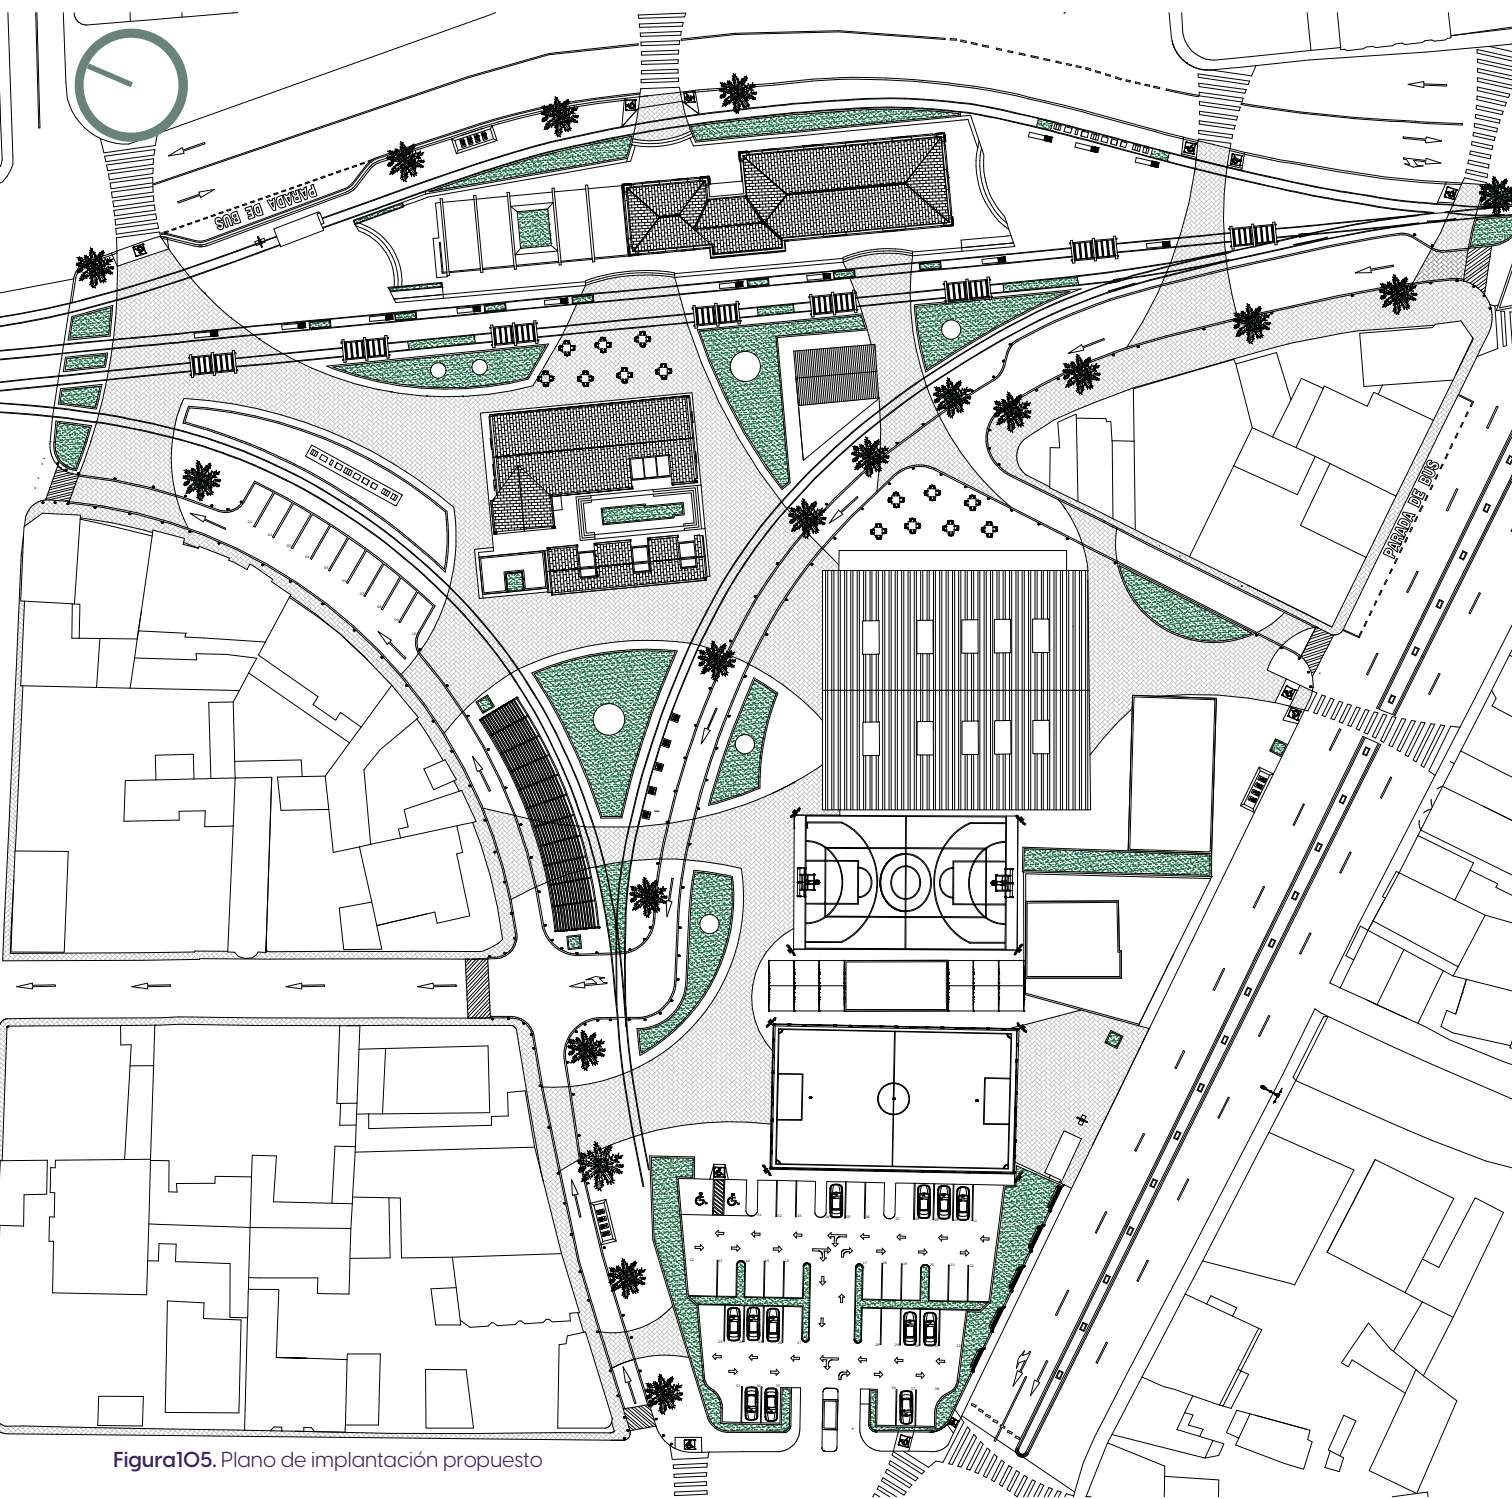 PARADA DE BUS
PARADA DE BUS
Figura105. Plano de implantación propuesto